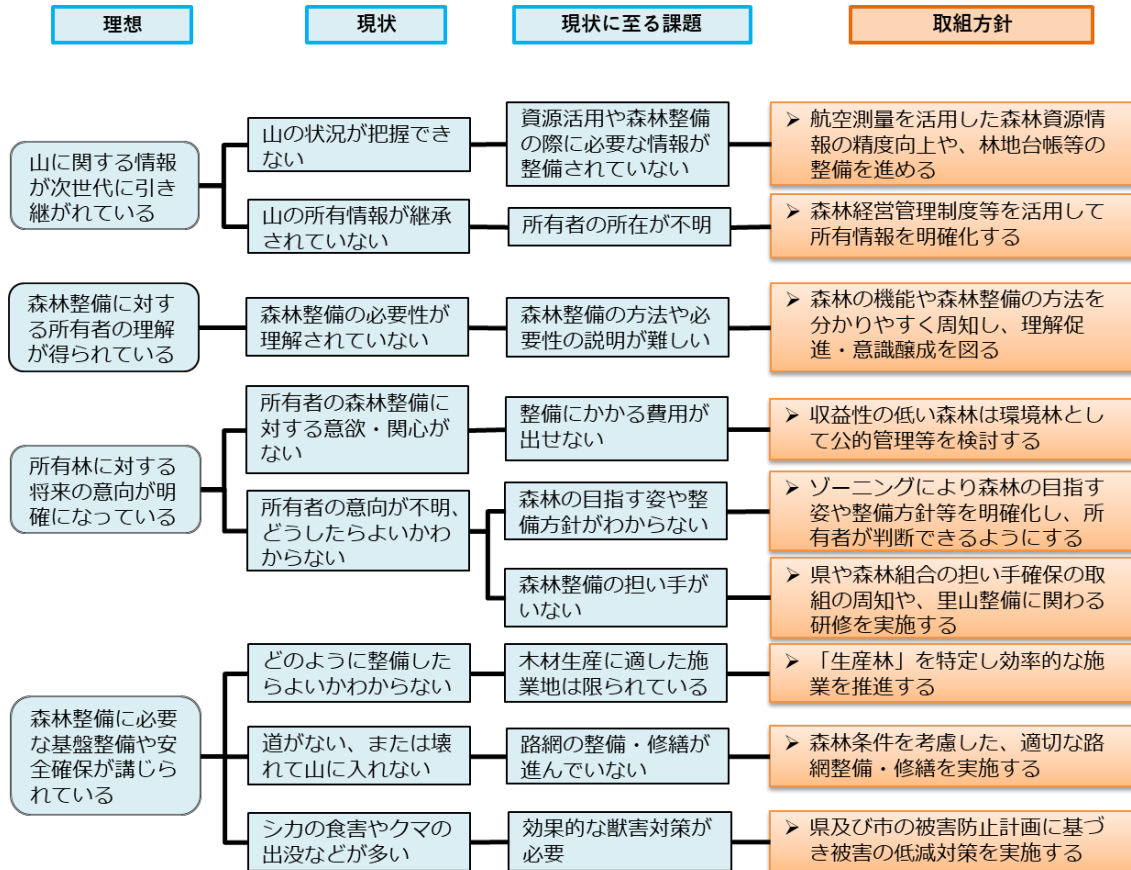 理想
現状
現状に至る課題
取組方針
山に関する情報
が次世代に引き
継がれている
山の状況が把握でき
ない
資源活用や森林整備
の際に必要な情報が
整備されていない
➢ 航空測量を活用した森林資源情
報の精度向上や、林地台帳等の
整備を進める
山の所有情報が継承
されていない
所有者の所在が不明
➢ 森林経営管理制度等を活用して
所有情報を明確化する
森林整備に対す
る所有者の理解
が得られている
森林整備の必要性が
理解されていない
森林整備の方法や必
要性の説明が難しい
➢ 森林の機能や森林整備の方法を
分かりやすく周知し、理解促
進・意識醸成を図る
所有林に対する
将来の意向が明
確になっている
所有者の森林整備に
対する意欲・関心が
ない
整備にかかる費用が
出せない
➢ 収益性の低い森林は環境林とし
て公的管理等を検討する
所有者の意向が不明、
どうしたらよいかわ
からない
森林の目指す姿や整
備方針がわからない
➢ ゾーニングにより森林の目指す
姿や整備方針等を明確化し、所
有者が判断できるようにする
森林整備の担い手が
いない
➢ 県や森林組合の担い手確保の取
組の周知や、里山整備に関わる
研修を実施する
森林整備に必要
な基盤整備や安
全確保が講じら
れている
どのように整備した
らよいかわからない
木材生産に適した施
業地は限られている
➢ 「生産林」を特定し効率的な施
業を推進する
道がない、または壊
れて山に入れない
路網の整備・修繕が
進んでいない
➢ 森林条件を考慮した、適切な路
網整備・修繕を実施する
シカの食害やクマの
出没などが多い
効果的な獣害対策が
必要
➢ 県及び市の被害防止計画に基づ
き被害の低減対策を実施する